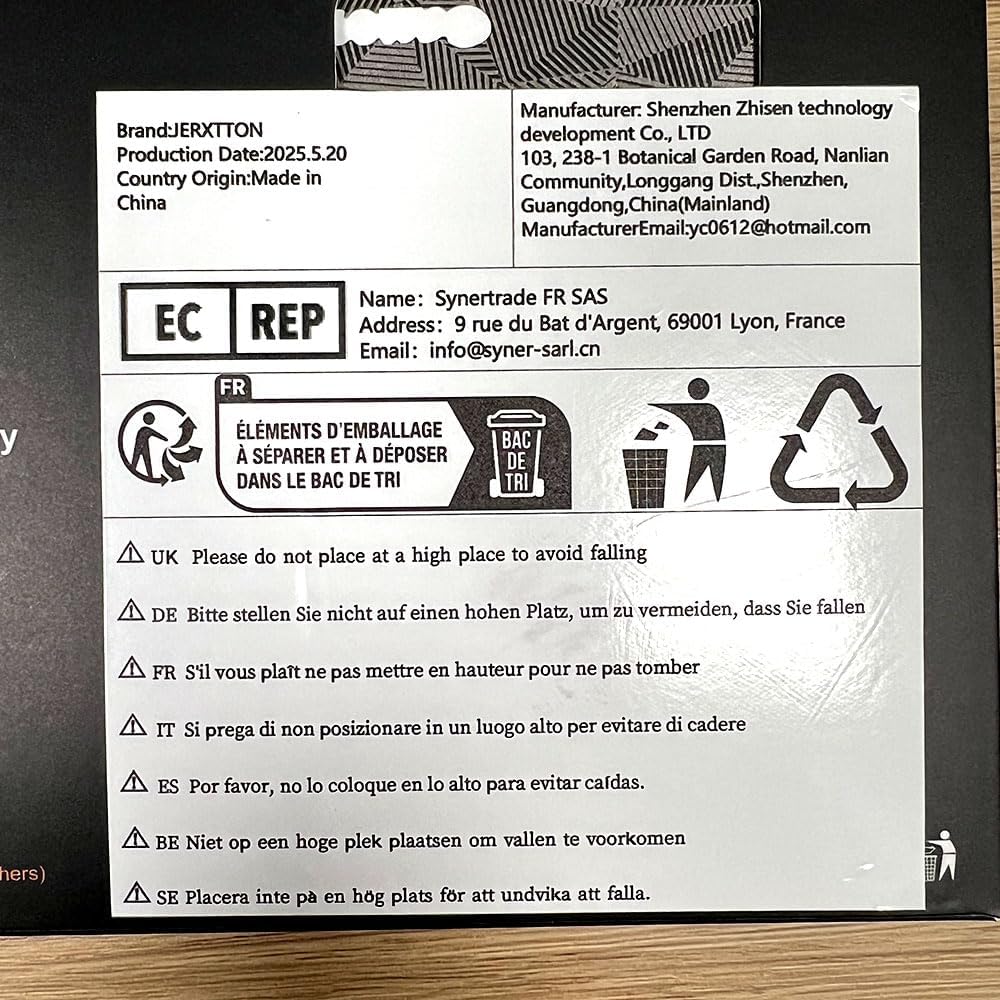 Brand:JERXTTON
Production Date:2025.5.20
Country Origin:Made in
China
Manufacturer: Shenzhen Zhisen technology
development Co., LTD
103, 238-1 Botanical Garden Road, Nanlian
Community,Longgang Dist.,Shenzhen,
Guangdong,China(Mainland)
ManufacturerEmail:yc0612@hotmail.com
EC REP
Name: Synertrade FR SAS
Address: 9 rue du Bat d'Argent, 69001 Lyon, France
Email: info@syner-sarl.cn
FR
ÉLÉMENTS D'EMBALLAGE
À SÉPARER ET À DÉPOSER
DANS LE BAC DE TRI
BAC
DE
TRI
y
⚠ UK Please do not place at a high place to avoid falling
⚠ DE Bitte stellen Sie nicht auf einen hohen Platz, um zu vermeiden, dass Sie fallen
⚠ FR S'il vous plaît ne pas mettre en hauteur pour ne pas tomber
⚠ IT Si prega di non posizionare in un luogo alto per evitare di cadere
⚠ ES Por favor, no lo coloque en lo alto para evitar caídas.
⚠ BE Niet op een hoge plek plaatsen om vallen te voorkomen
hers)
⚠ SE Placera inte på en hög plats för att undvika att falla.